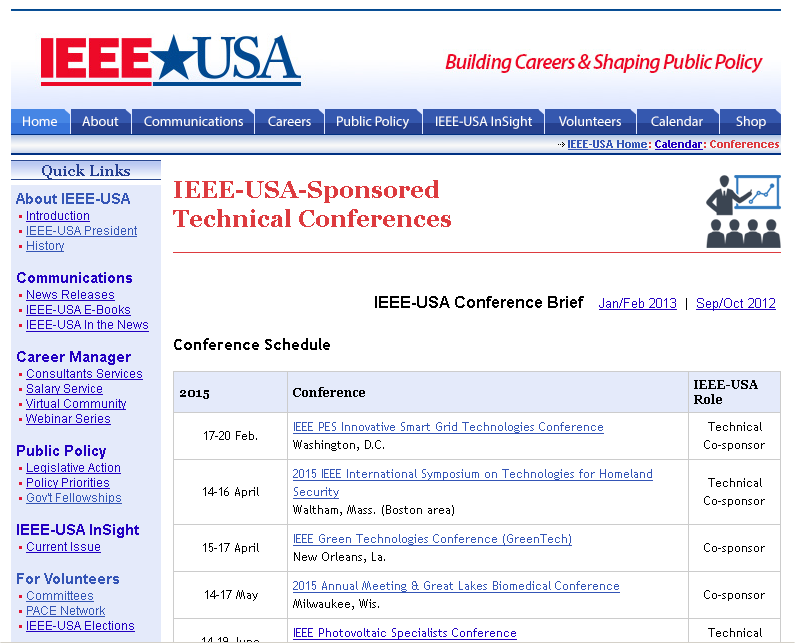 IEEE★USA
Building Careers & Shaping Public Policy
Home About Communications Careers Public Policy IEEE-USA InSight Volunteers Calendar Shop
IEEE-USA Home: Calendar: Conferences
Quick Links
About IEEE-USA
Introduction
IEEE-USA President
History
Communications
News Releases
IEEE-USA E-Books
IEEE-USA In the News
Career Manager
Consultants Services
Salary Service
Virtual Community
Webinar Series
Public Policy
Legislative Action
Policy Priorities
Gov't Fellowships
IEEE-USA InSight
Current Issue
For Volunteers
Committees
PACE Network
IEEE-USA Elections
IEEE-USA-Sponsored
Technical Conferences
IEEE-USA Conference Brief Jan/Feb 2013 | Sep/Oct 2012
Conference Schedule
2015 Conference IEEE-USA
Role
17-20 Feb. IEEE PES Innovative Smart Grid Technologies Conference
Washington, D.C.
Technical
Co-sponsor
14-16 April 2015 IEEE International Symposium on Technologies for Homeland
Security
Waltham, Mass. (Boston area)
Technical
Co-sponsor
15-17 April IEEE Green Technologies Conference (GreenTech)
New Orleans, La.
Co-sponsor
14-17 May 2015 Annual Meeting & Great Lakes Biomedical Conference
Milwaukee, Wis.
Co-sponsor
14-19 June IEEE Photovoltaic Specialists Conference
Technical